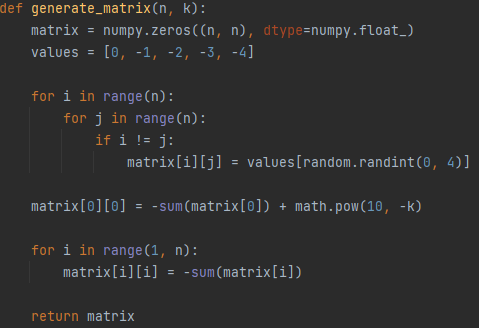 def generate_matrix(n, k):
    matrix = numpy.zeros((n, n), dtype=numpy.float_)
    values = [0, -1, -2, -3, -4]

    for i in range(n):
        for j in range(n):
            if i != j:
                matrix[i][j] = values[random.randint(0, 4)]

    matrix[0][0] = -sum(matrix[0]) + math.pow(10, -k)

    for i in range(1, n):
        matrix[i][i] = -sum(matrix[i])

    return matrix